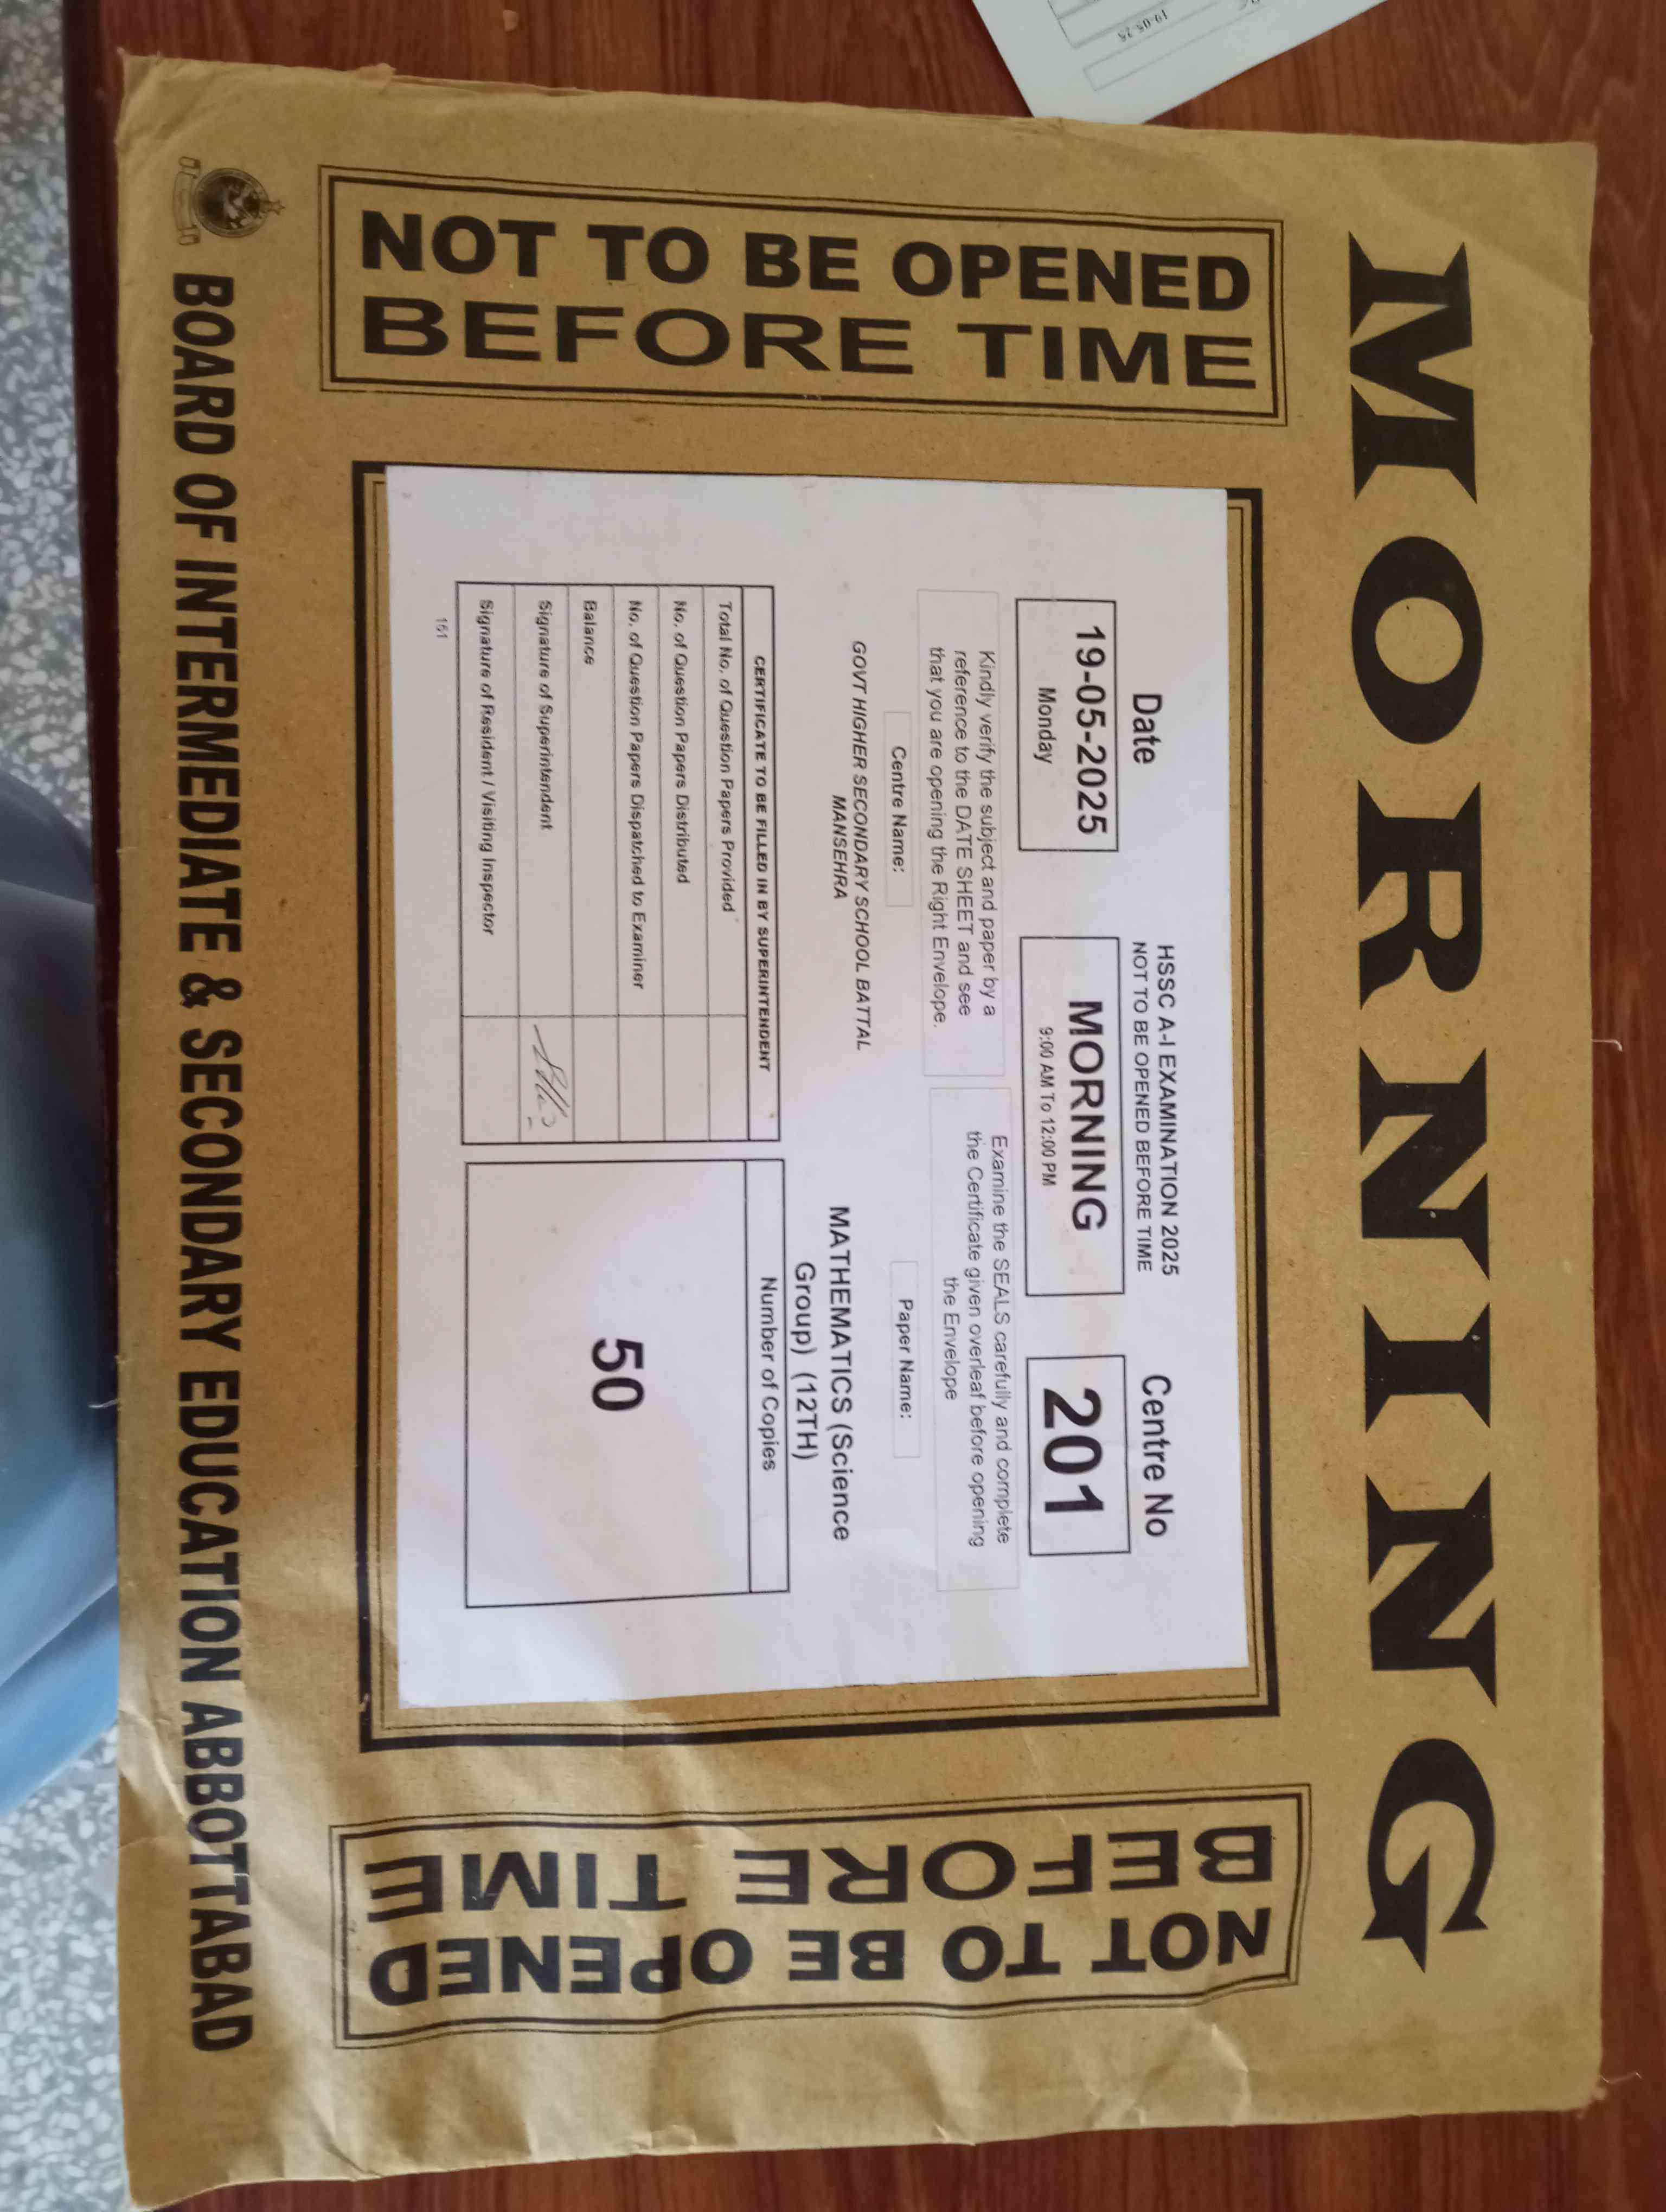 MORNING
NOT TO BE OPENED
BEFORE TIME
HSSC A-I EXAMINATION 2025
NOT TO BE OPENED BEFORE TIME
Date
Centre No
19-05-2025
Monday
MORNING
9:00 AM To 12:00 PM
201
Kindly verify the subject and paper by a
reference to the DATE SHEET and see
that you are opening the Right Envelope.
Examine the SEALS carefully and complete
the Certificate given overleaf before opening
the Envelope
Centre Name:
Paper Name:
GOVT HIGHER SECONDARY SCHOOL BATTAL
MANSEHRA
MATHEMATICS (Science
Group) (12TH)
CERTIFICATE TO BE FILLED IN BY SUPERINTENDENT
Total No. of Question Papers Provided
No. of Question Papers Distributed
No. of Question Papers Dispatched to Examiner
Balance
Signature of Superintendent
Signature of Resident / Visiting Inspector
Number of Copies
50
151
NOT TO BE OPENED
BEFORE TIME
BOARD OF INTERMEDIATE & SECONDARY EDUCATION ABBOTTABAD
19-05-25